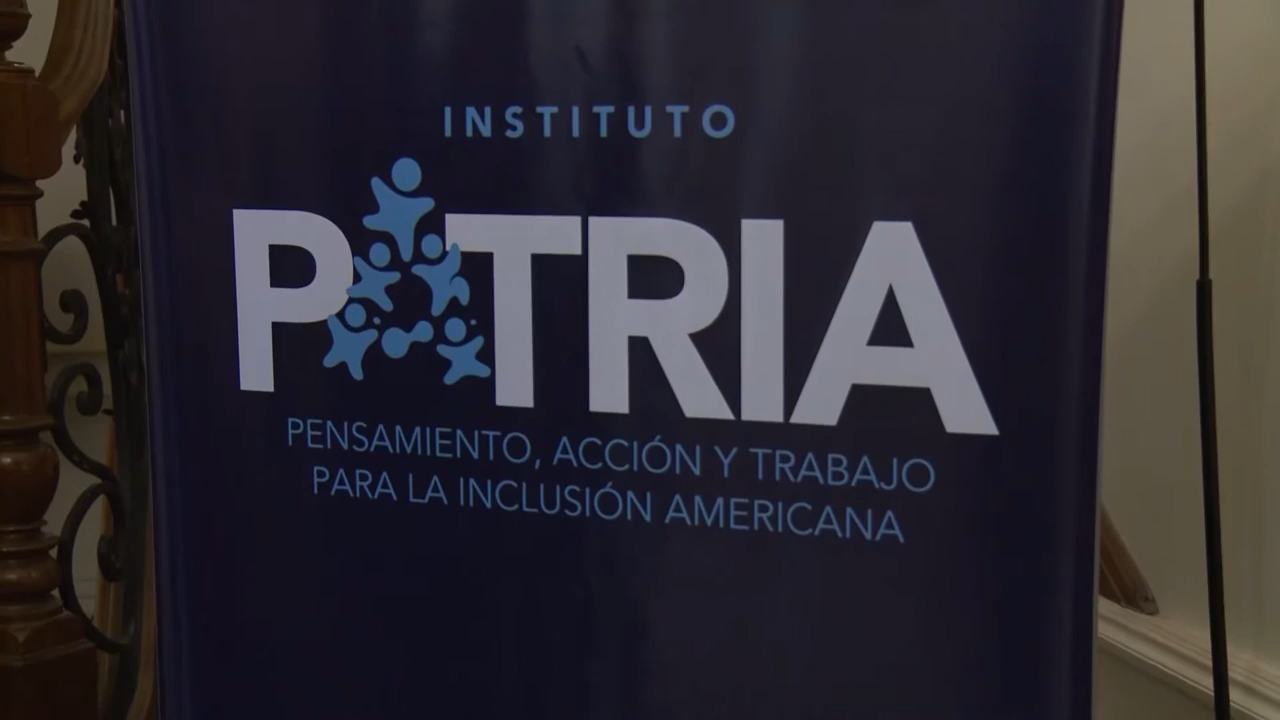 INSTITUTO
PATRIA
PENSAMIENTO, ACCIÓN Y TRABAJO
PARA LA INCLUSIÓN AMERICANA